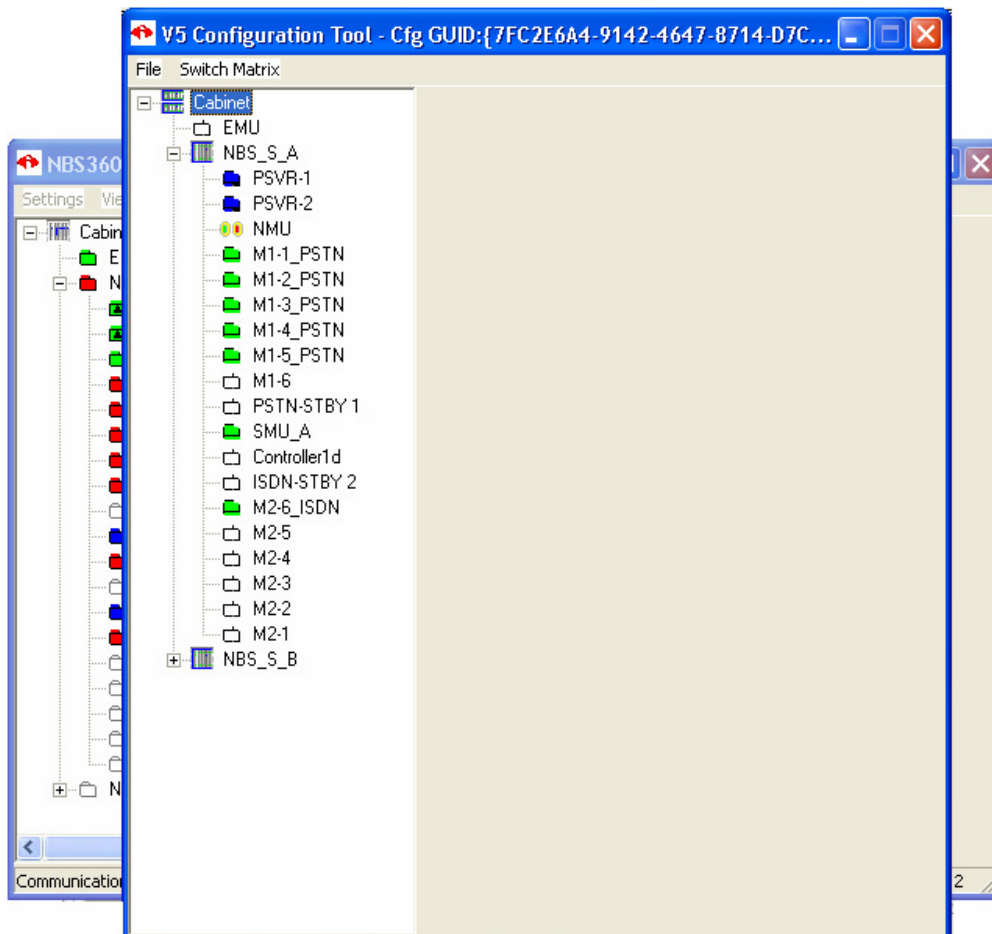 V5 Configuration Tool - Cfg GUID:{7FC2E6A4-9142-4647-8714-D7C...
File Switch Matrix
Cabinet
EMU
NBS_S_A
PSVR-1
PSVR-2
NMU
M1-1_PSTN
M1-2_PSTN
M1-3_PSTN
M1-4_PSTN
M1-5_PSTN
M1-6
PSTN-STBY 1
SMU_A
Controller1d
ISDN-STBY 2
M2-6_ISDN
M2-5
M2-4
M2-3
M2-2
M2-1
NBS_S_B
NBS360
Settings Vie
Cabin
E
N
N
Communication
2